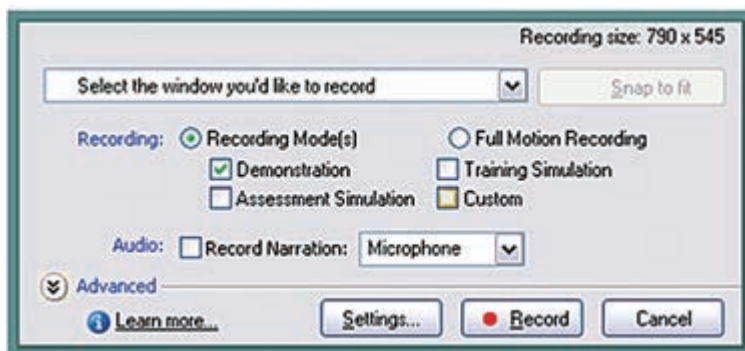 Recording size: 790 x 545
Select the window you'd like to record
Snap to fit
Recording: Recording Mode(s) Full Motion Recording
Demonstration Training Simulation
Assessment Simulation Custom
Audio: Record Narration: Microphone
Advanced
Learn more... Settings... Record Cancel